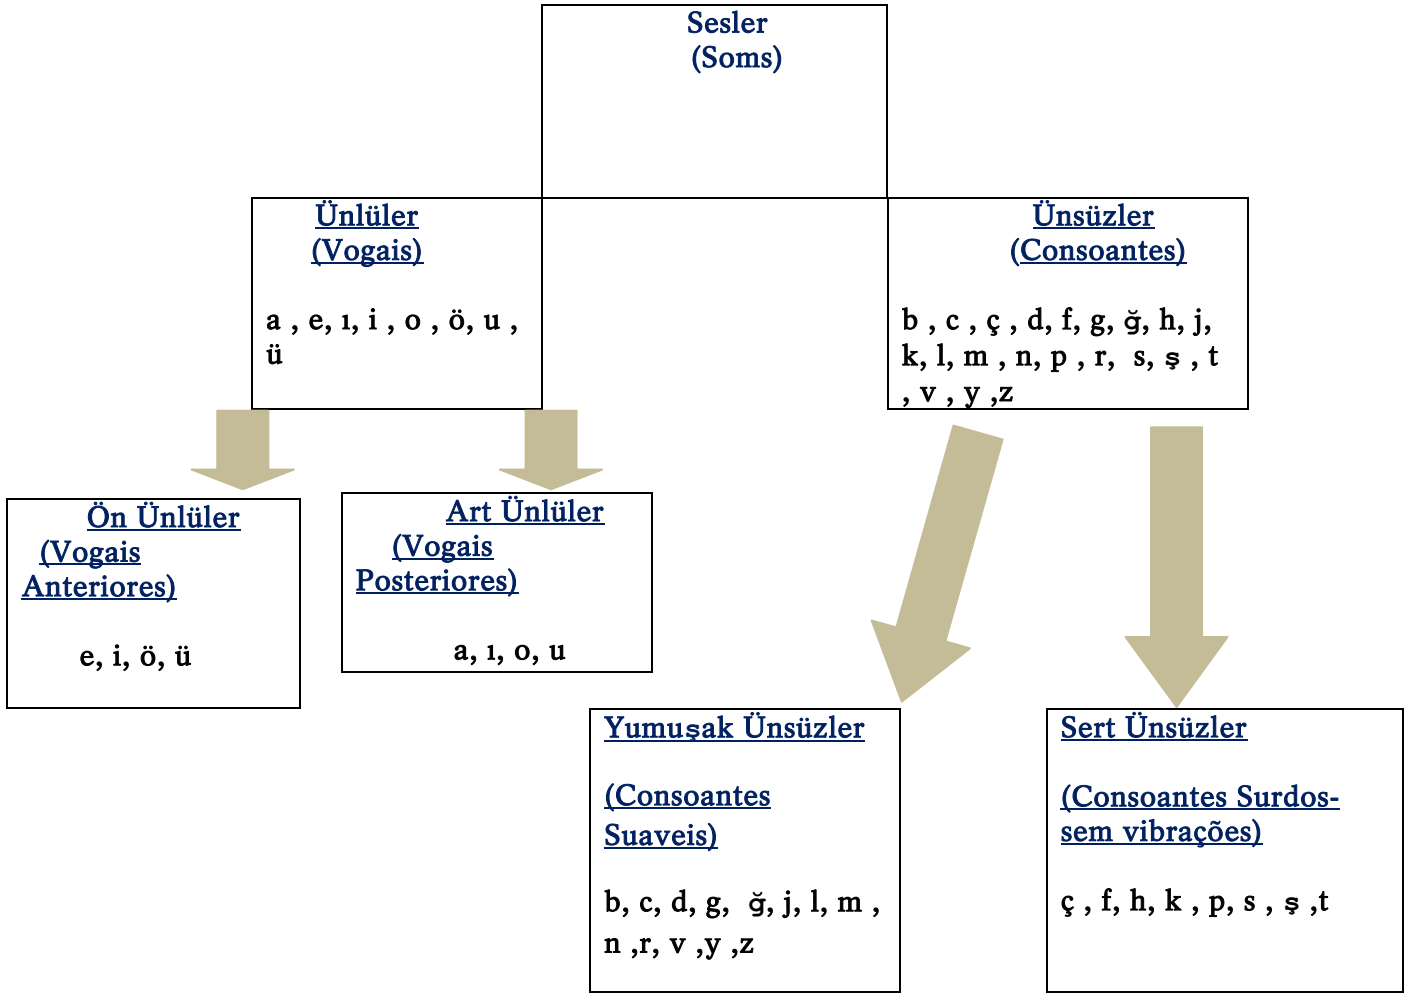 Sesler
(Soms)
Ünlüler
(Vogais)
a , e, ı, i , o , ö, u ,
ü
Ünsüzler
(Consoantes)
b , c , ç , d, f, g, ğ, h, j,
k, l, m , n, p , r, s, ş , t
, v , y ,z
Ön Ünlüler
(Vogais
Anteriores)
e, i, ö, ü
Art Ünlüler
(Vogais
Posteriores)
a, ı, o, u
Yumuşak Ünsüzler
(Consoantes
Suaveis)
b, c, d, g, ğ, j, l, m ,
n ,r, v ,y ,z
Sert Ünsüzler
(Consoantes Surdos-
sem vibrações)
ç , f, h, k , p, s , ş ,t